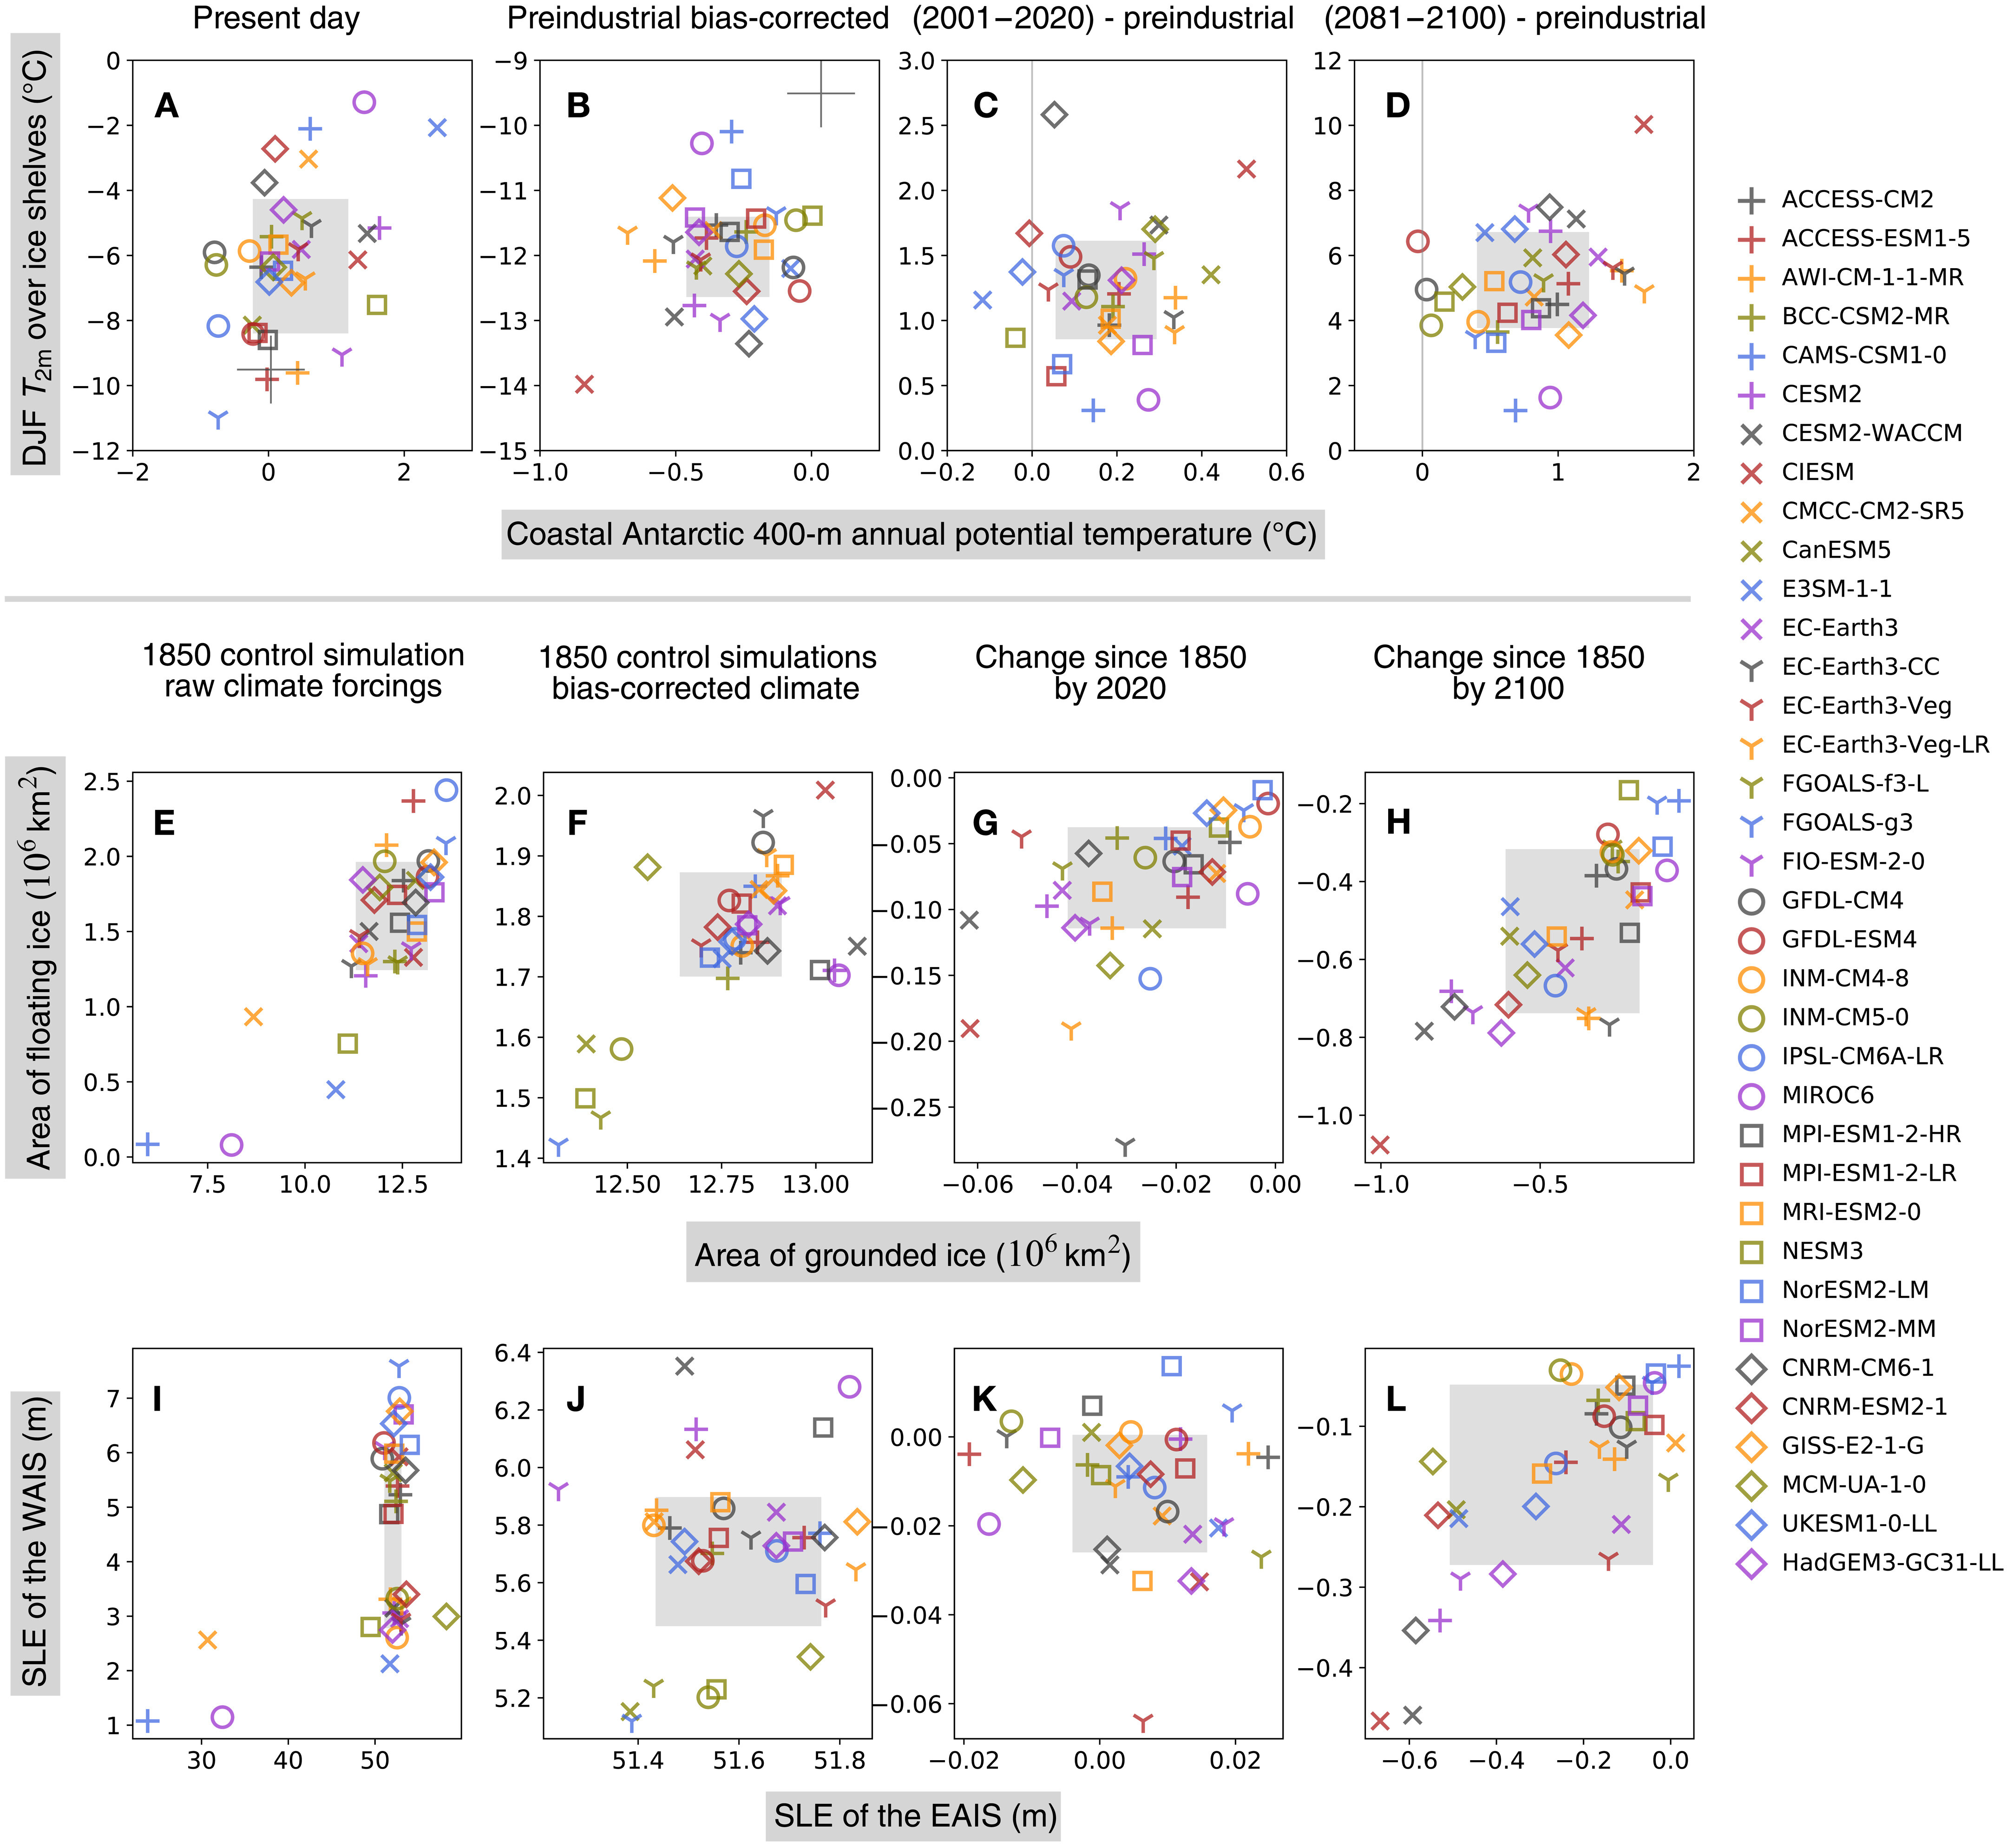 Present day
Preindustrial bias-corrected
(2001−2020) - preindustrial
(2081−2100) - preindustrial
DJF T2m over ice shelves (°C)
A
0
−2
−4
−6
−8
−10
−12
−2 0 2
B
−9
−10
−11
−12
−13
−14
−15
−1.0 −0.5 0.0
C
3.0
2.5
2.0
1.5
1.0
0.5
0.0
−0.2 0.0 0.2 0.4 0.6
D
12
10
8
6
4
2
0
0 1 2
Coastal Antarctic 400-m annual potential temperature (°C)
1850 control simulation
raw climate forcings
1850 control simulations
bias-corrected climate
Change since 1850
by 2020
Change since 1850
by 2100
Area of floating ice (10⁶ km²)
E
2.5
2.0
1.5
1.0
0.5
0.0
7.5 10.0 12.5
F
2.0
1.9
1.8
1.7
1.6
1.5
1.4
12.50 12.75 13.00
G
0.00
−0.05
−0.10
−0.15
−0.20
−0.25
−0.06 −0.04 −0.02 0.00
H
−0.2
−0.4
−0.6
−0.8
−1.0
−1.0 −0.5
Area of grounded ice (10⁶ km²)
SLE of the WAIS (m)
I
7
6
5
4
3
2
1
30 40 50
J
6.4
6.2
6.0
5.8
5.6
5.4
5.2
51.4 51.6 51.8
K
0.00
−0.02
−0.04
−0.06
−0.02 0.00 0.02
L
−0.1
−0.2
−0.3
−0.4
−0.6 −0.4 −0.2 0.0
SLE of the EAIS (m)
ACCESS-CM2
ACCESS-ESM1-5
AWI-CM-1-1-MR
BCC-CSM2-MR
CAMS-CSM1-0
CESM2
CESM2-WACCM
CIESM
CMCC-CM2-SR5
CanESM5
E3SM-1-1
EC-Earth3
EC-Earth3-CC
EC-Earth3-Veg
EC-Earth3-Veg-LR
FGOALS-f3-L
FGOALS-g3
FIO-ESM-2-0
GFDL-CM4
GFDL-ESM4
INM-CM4-8
INM-CM5-0
IPSL-CM6A-LR
MIROC6
MPI-ESM1-2-HR
MPI-ESM1-2-LR
MRI-ESM2-0
NESM3
NorESM2-LM
NorESM2-MM
CNRM-CM6-1
CNRM-ESM2-1
GISS-E2-1-G
MCM-UA-1-0
UKESM1-0-LL
HadGEM3-GC31-LL